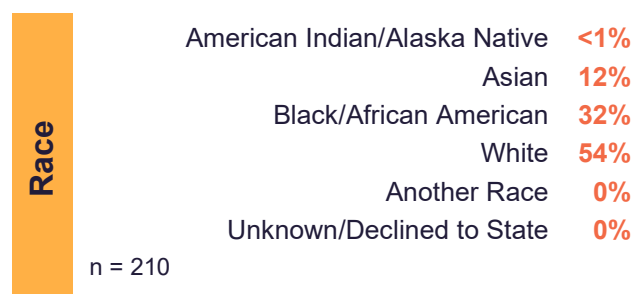 Race
American Indian/Alaska Native <1%
Asian 12%
Black/African American 32%
White 54%
Another Race 0%
Unknown/Declined to State 0%
n = 210